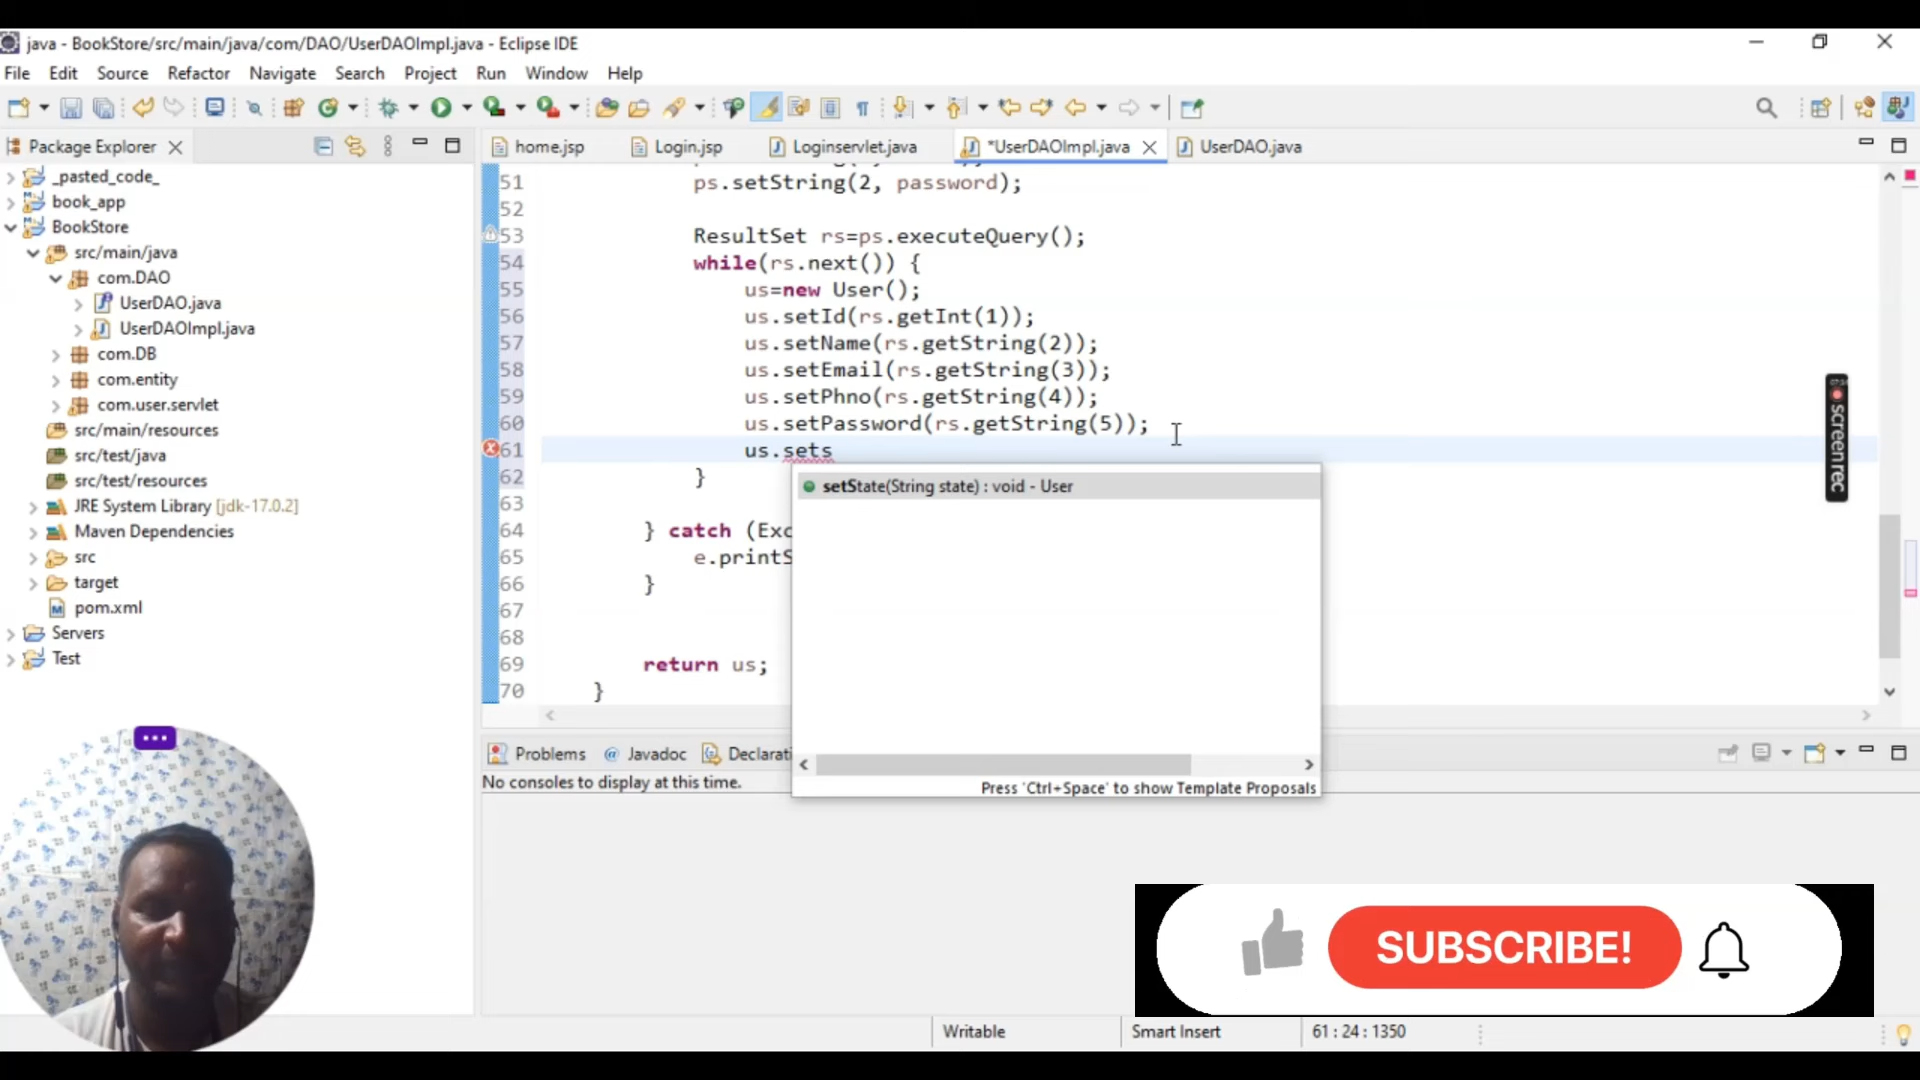 java - BookStore/src/main/java/com/DAO/UserDAOImpl.java - Eclipse IDE
File Edit Source Refactor Navigate Search Project Run Window Help
Package Explorer
home.jsp Login.jsp Loginservlet.java *UserDAOImpl.java UserDAO.java
_pasted_code_
book_app
BookStore
src/main/java
com.DAO
UserDAO.java
UserDAOImpl.java
com.DB
com.entity
com.user.servlet
src/main/resources
src/test/java
src/test/resources
JRE System Library [jdk-17.0.2]
Maven Dependencies
src
target
pom.xml
Servers
Test
51 ps.setString(2, password);
52
53 ResultSet rs=ps.executeQuery();
54 while(rs.next()) {
55 us=new User();
56 us.setId(rs.getInt(1));
57 us.setName(rs.getString(2));
58 us.setEmail(rs.getString(3));
59 us.setPhno(rs.getString(4));
60 us.setPassword(rs.getString(5));
61 us.sets
62 }
63
64 } catch (Exc
65 e.printS
66 }
67
68
69 return us;
70 }
setState(String state) : void - User
Press 'Ctrl+Space' to show Template Proposals
screenrec
Problems @ Javadoc Declarati
No consoles to display at this time.
SUBSCRIBE!
Writable Smart Insert 61 : 24 : 1350